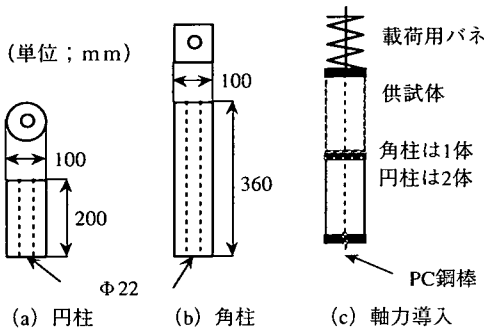 (単位;mm)
100
200
(a) 円柱
Φ22
100
360
(b) 角柱
載荷用バネ
供試体
角柱は1体
円柱は2体
PC鋼棒
(c) 軸力導入